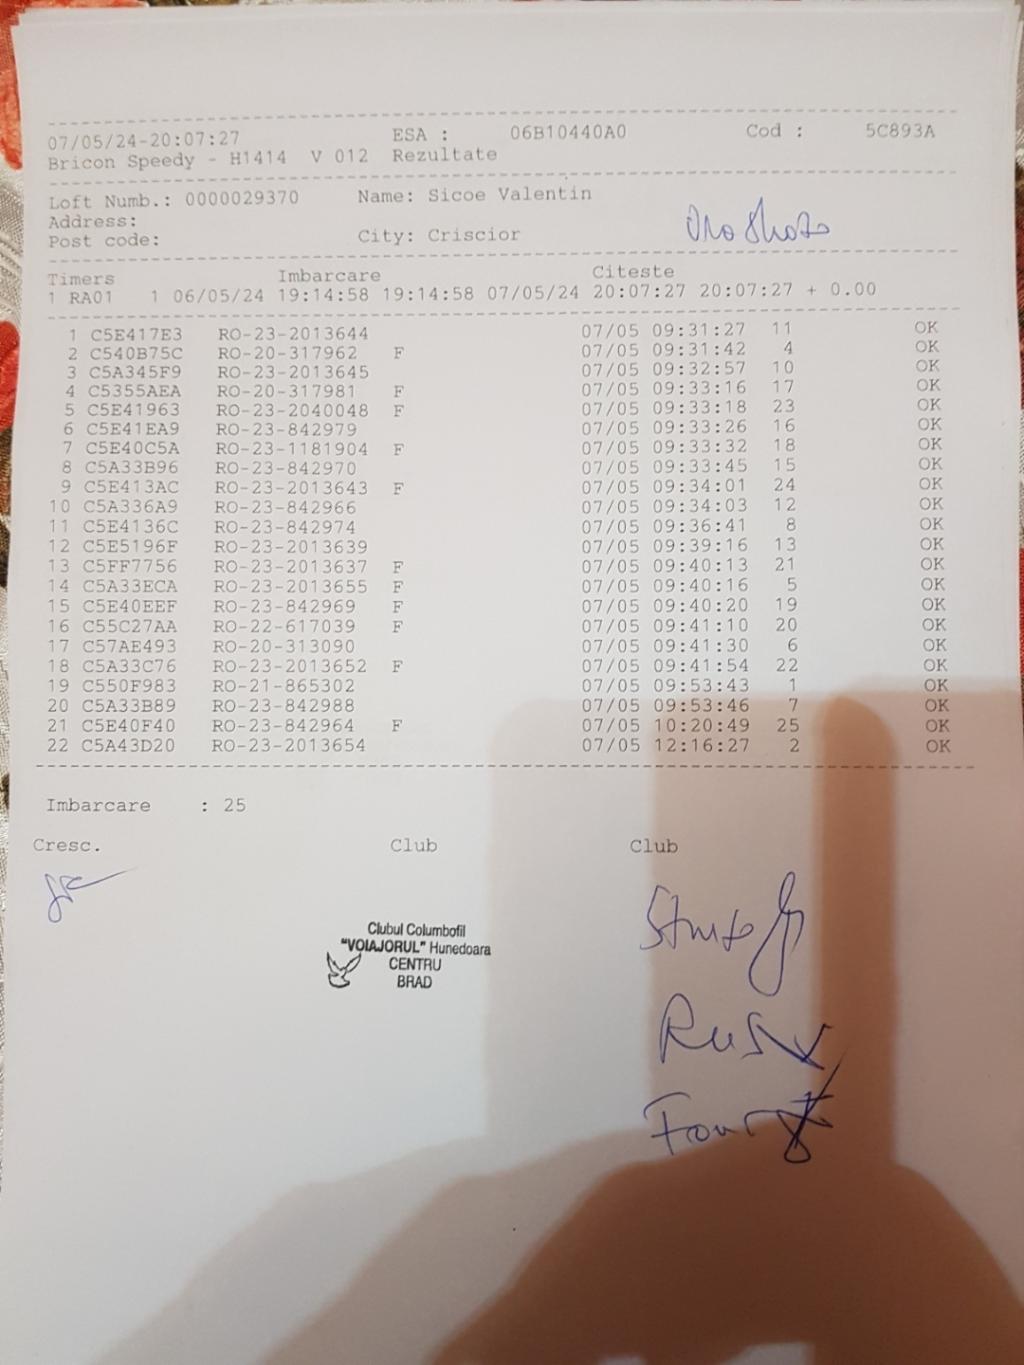 07/05/24-20:07:27 ESA : 06B10440A0 Cod : 5C893A
Bricon Speedy - H1414 V 012 Rezultate
Loft Numb.: 0000029370 Name: Sicoe Valentin
Address:
Post code: City: Criscior
Timers Imbarcare Citeste
1 RA01 1 06/05/24 19:14:58 19:14:58 07/05/24 20:07:27 20:07:27 + 0.00
1 C5E417E3 RO-23-2013644 07/05 09:31:27 11 OK
2 C540B75C RO-20-317962 F 07/05 09:31:42 4 OK
3 C5A345F9 RO-23-2013645 07/05 09:32:57 10 OK
4 C5355AEA RO-20-317981 F 07/05 09:33:16 17 OK
5 C5E41963 RO-23-2040048 F 07/05 09:33:18 23 OK
6 C5E41EA9 RO-23-842979 07/05 09:33:26 16 OK
7 C5E40C5A RO-23-1181904 F 07/05 09:33:32 18 OK
8 C5A33B96 RO-23-842970 07/05 09:33:45 15 OK
9 C5E413AC RO-23-2013643 F 07/05 09:34:01 24 OK
10 C5A336A9 RO-23-842966 07/05 09:34:03 12 OK
11 C5E4136C RO-23-842974 07/05 09:36:41 8 OK
12 C5E5196F RO-23-2013639 07/05 09:39:16 13 OK
13 C5FF7756 RO-23-2013637 F 07/05 09:40:13 21 OK
14 C5A33ECA RO-23-2013655 F 07/05 09:40:16 5 OK
15 C5E40EEF RO-23-842969 F 07/05 09:40:20 19 OK
16 C55C27AA RO-22-617039 F 07/05 09:41:10 20 OK
17 C57AE493 RO-20-313090 07/05 09:41:30 6 OK
18 C5A33C76 RO-23-2013652 F 07/05 09:41:54 22 OK
19 C550F983 RO-21-865302 07/05 09:53:43 1 OK
20 C5A33B89 RO-23-842988 07/05 09:53:46 7 OK
21 C5E40F40 RO-23-842964 F 07/05 10:20:49 25 OK
22 C5A43D20 RO-23-2013654 07/05 12:16:27 2 OK
Imbarcare : 25
Cresc. Club Club
Clubul Columbofil
"VOIAJORUL" Hunedoara
CENTRU
BRAD